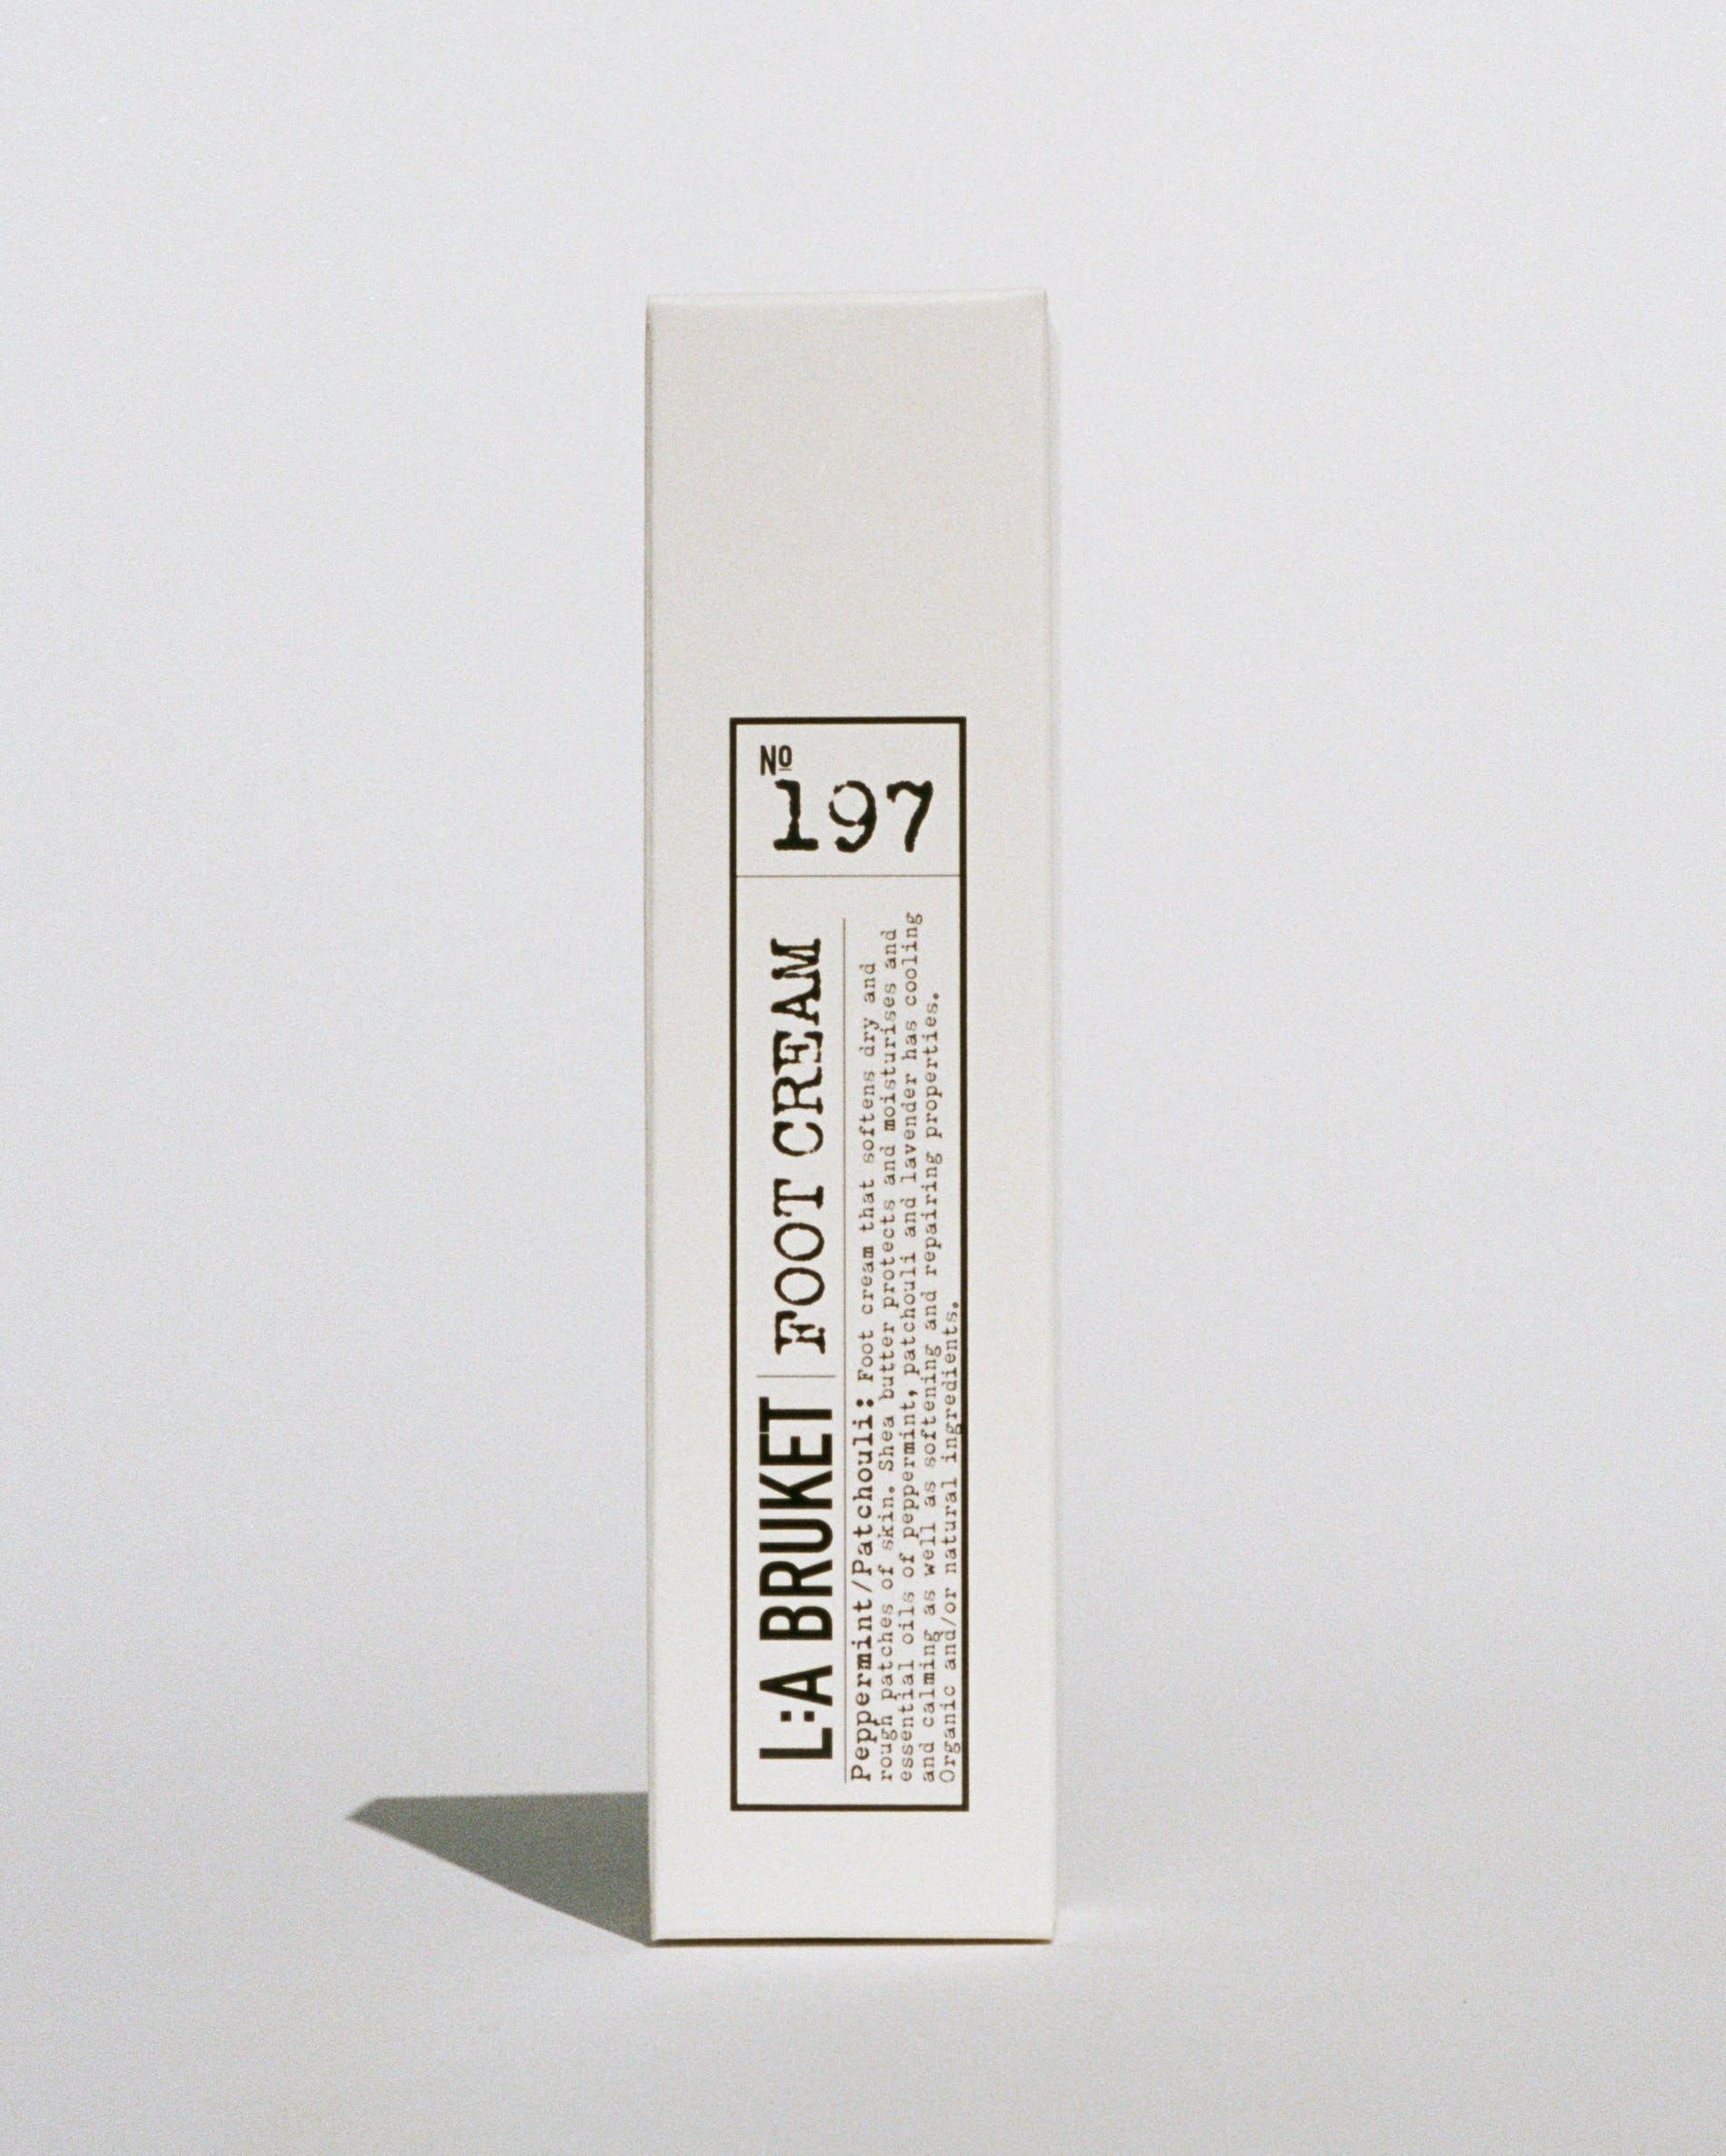 Nº
197
L:A BRUKET | FOOT CREAM
Peppermint/Patchouli: Foot cream that softens dry and
rough patches of skin. Shea butter protects and moisturises and
essential oils of peppermint, patchouli and lavender has cooling
and calming as well as softening and repairing properties.
Organic and/or natural ingredients.